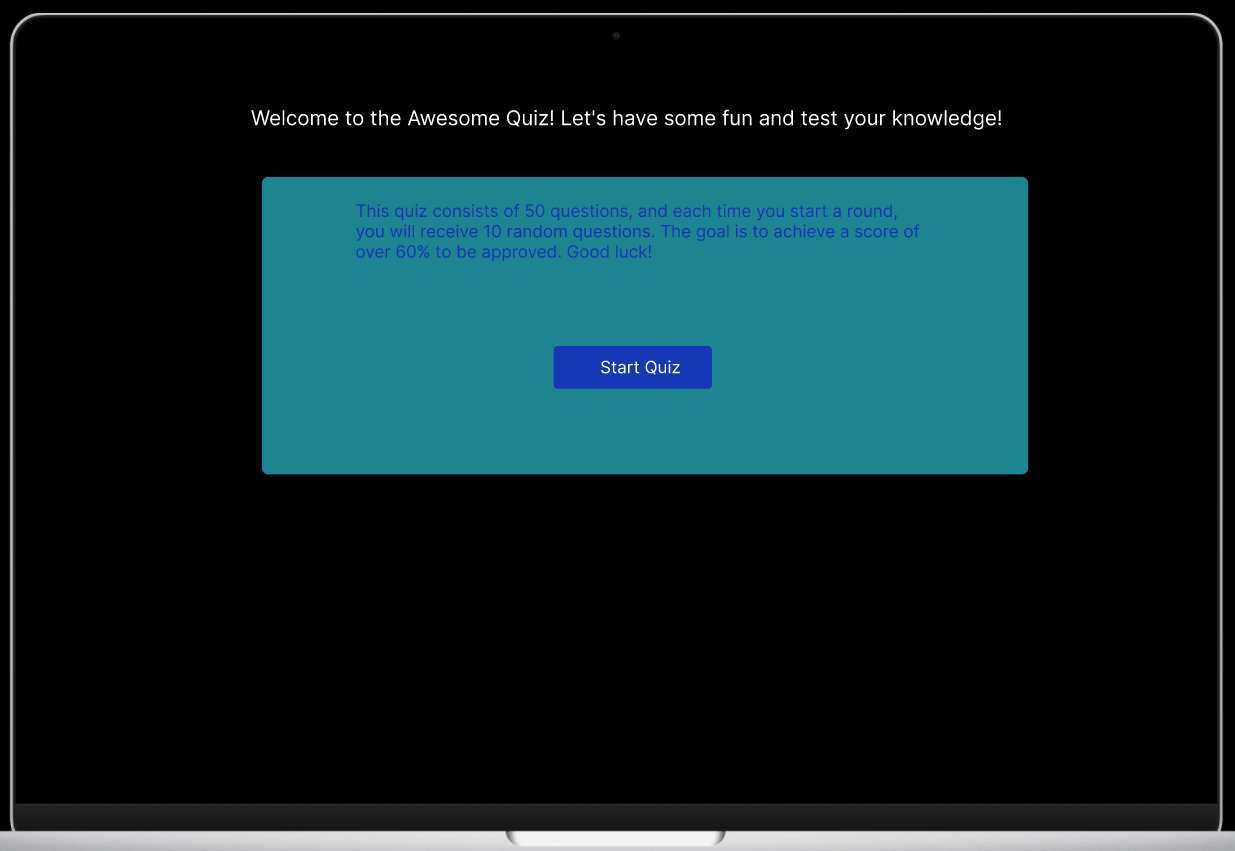 Welcome to the Awesome Quiz! Let's have some fun and test your knowledge!
This quiz consists of 50 questions, and each time you start a round,
you will receive 10 random questions. The goal is to achieve a score of
over 60% to be approved. Good luck!
Start Quiz